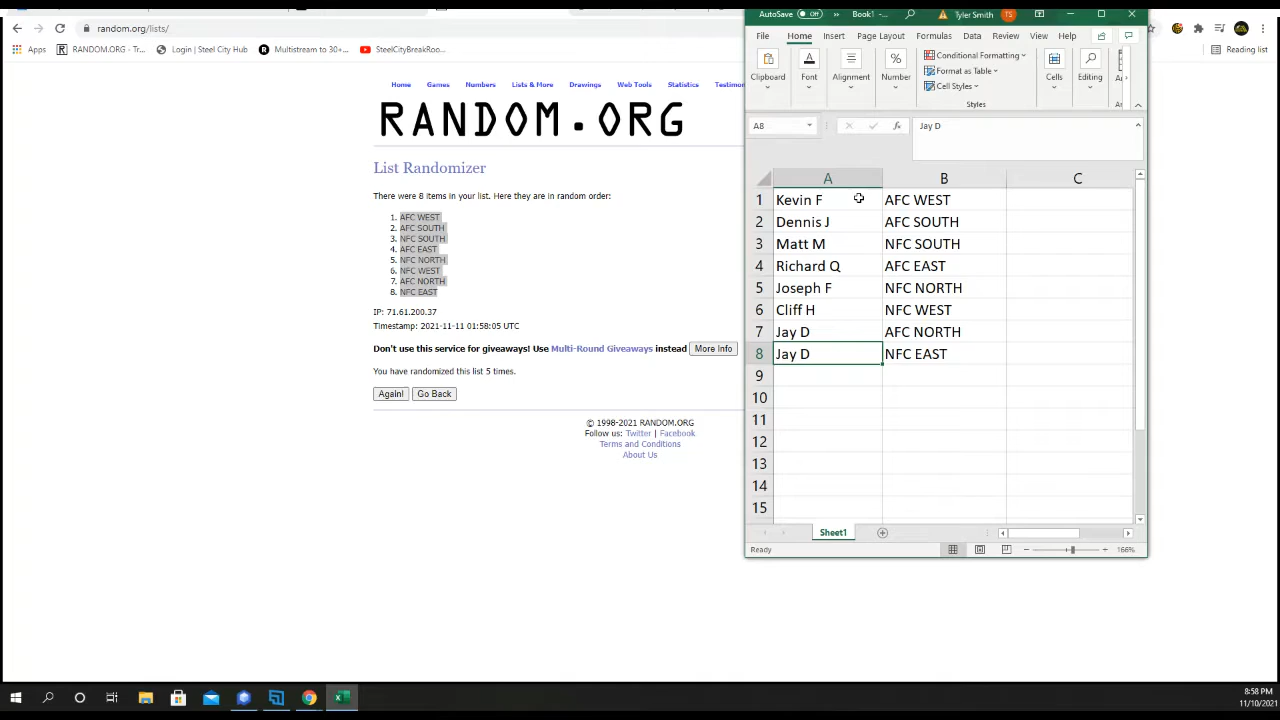 random.org/lists/
Apps
RANDOM.ORG - Tr...
Login | Steel City Hub
Multistream to 30+...
SteelCityBreakRoo...
Reading list
Home
Games
Numbers
Lists & More
Drawings
Web Tools
Statistics
Testimor
RANDOM.ORG
List Randomizer
There were 8 items in your list. Here they are in random order:
1. AFC WEST
2. AFC SOUTH
3. NFC SOUTH
4. AFC EAST
5. NFC NORTH
6. NFC WEST
7. AFC NORTH
8. NFC EAST
IP: 71.61.200.37
Timestamp: 2021-11-11 01:58:05 UTC
Don't use this service for giveaways! Use Multi-Round Giveaways instead More Info
You have randomized this list 5 times.
Again! Go Back
© 1998-2021 RANDOM.ORG
Follow us: Twitter | Facebook
Terms and Conditions
About Us
AutoSave Off Book1 -... Tyler Smith TS
File Home Insert Page Layout Formulas Data Review View Help
Clipboard
Font
Alignment
Number
Conditional Formatting
Format as Table
Cell Styles
Styles
Cells
Editing
A8 fx Jay D
A B C
1 Kevin F AFC WEST
2 Dennis J AFC SOUTH
3 Matt M NFC SOUTH
4 Richard Q AFC EAST
5 Joseph F NFC NORTH
6 Cliff H NFC WEST
7 Jay D AFC NORTH
8 Jay D NFC EAST
9
10
11
12
13
14
15
Sheet1
Ready 166%
8:58 PM
11/10/2021